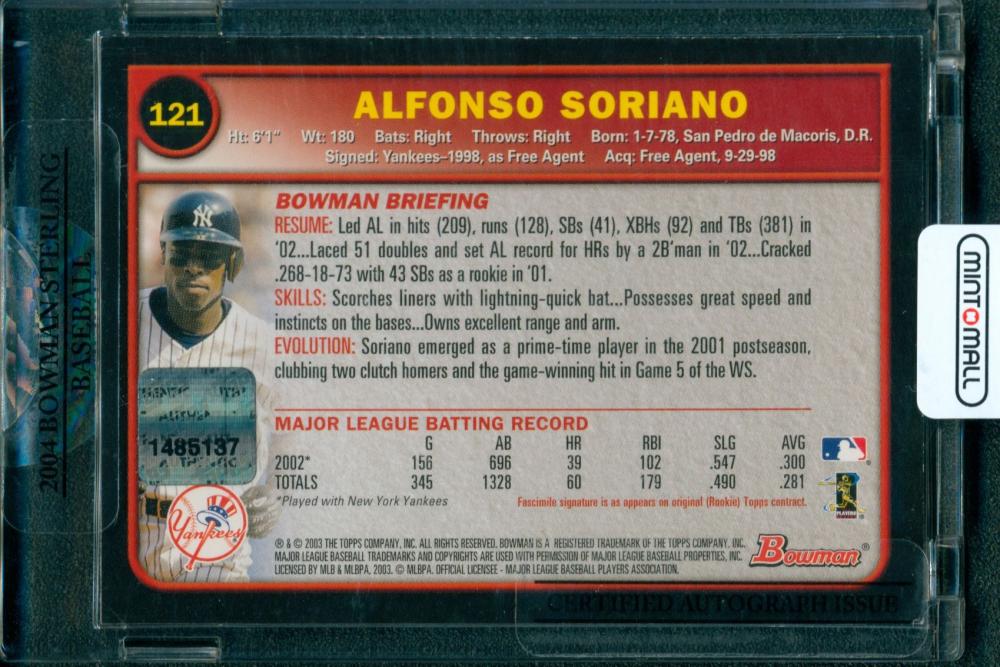 121
ALFONSO SORIANO
Ht: 6'1" Wt: 180 Bats: Right Throws: Right Born: 1-7-78, San Pedro de Macoris, D.R.
Signed: Yankees–1998, as Free Agent Acq: Free Agent, 9-29-98
BOWMAN BRIEFING
RESUME: Led AL in hits (209), runs (128), SBs (41), XBHs (92) and TBs (381) in
'02...Laced 51 doubles and set AL record for HRs by a 2B'man in '02...Cracked
.268-18-73 with 43 SBs as a rookie in '01.
SKILLS: Scorches liners with lightning-quick bat...Possesses great speed and
instincts on the bases...Owns excellent range and arm.
EVOLUTION: Soriano emerged as a prime-time player in the 2001 postseason,
clubbing two clutch homers and the game-winning hit in Game 5 of the WS.
MAJOR LEAGUE BATTING RECORD
G AB HR RBI SLG AVG
2002* 156 696 39 102 .547 .300
TOTALS 345 1328 60 179 .490 .281
*Played with New York Yankees Fascimile signature is as appears on original (Rookie) Topps contract.
® & © 2003 THE TOPPS COMPANY, INC. ALL RIGHTS RESERVED. BOWMAN IS A REGISTERED TRADEMARK OF THE TOPPS COMPANY, INC.
MAJOR LEAGUE BASEBALL TRADEMARKS AND COPYRIGHTS ARE USED WITH PERMISSION OF MAJOR LEAGUE BASEBALL PROPERTIES, INC.
LICENSED BY MLB & MLBPA, 2003. © MLBPA. OFFICIAL LICENSEE - MAJOR LEAGUE BASEBALL PLAYERS ASSOCIATION.
Bowman®
1485137
NY
Yankees
PLAYERS
2004 BOWMAN STERLING
BASEBALL
CERTIFIED AUTOGRAPH ISSUE
MINT MALL